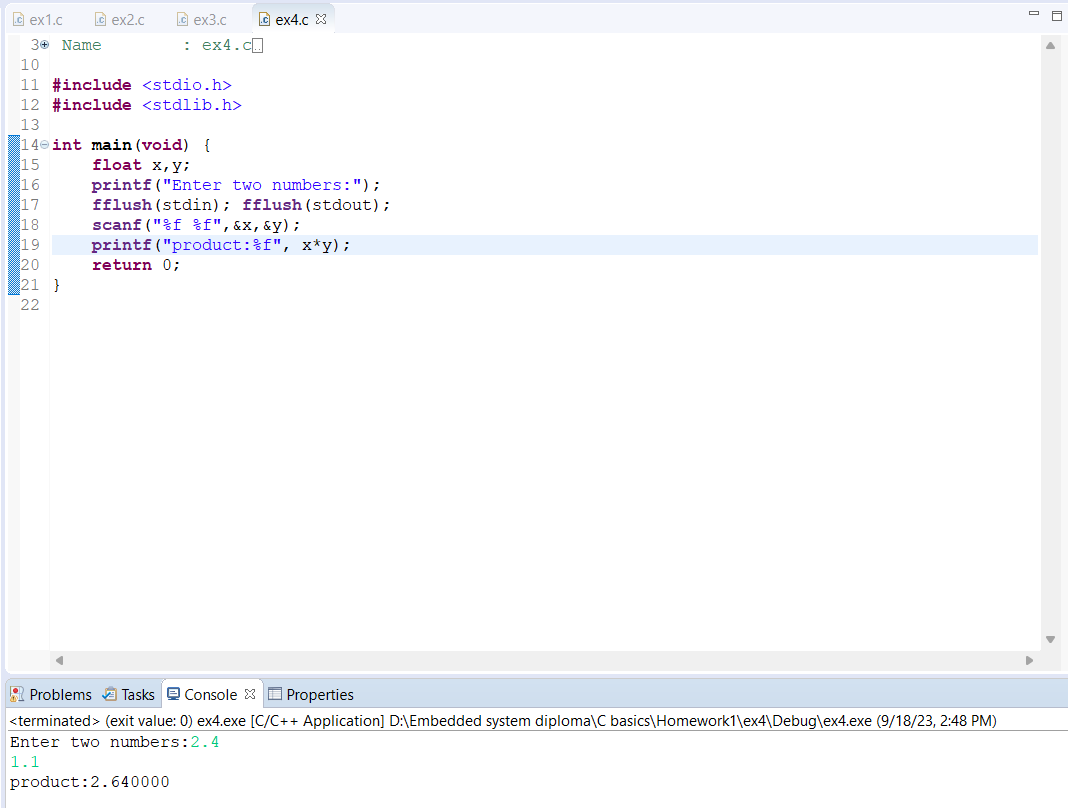 ex1.c ex2.c ex3.c ex4.c
3 Name : ex4.c
10
11 #include <stdio.h>
12 #include <stdlib.h>
13
14 int main(void) {
15 float x,y;
16 printf("Enter two numbers:");
17 fflush(stdin); fflush(stdout);
18 scanf("%f %f",&x,&y);
19 printf("product:%f", x*y);
20 return 0;
21 }
22
Problems Tasks Console Properties
<terminated> (exit value: 0) ex4.exe [C/C++ Application] D:\Embedded system diploma\C basics\Homework1\ex4\Debug\ex4.exe (9/18/23, 2:48 PM)
Enter two numbers:2.4
1.1
product:2.640000